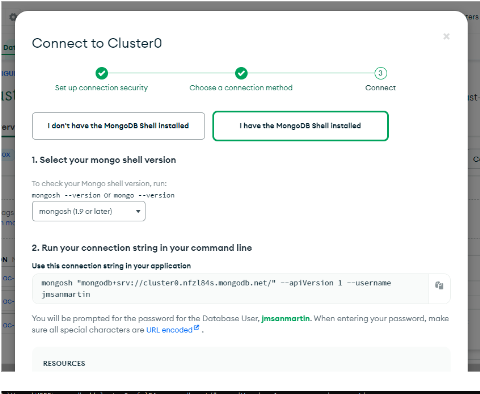 Connect to Cluster0
×
Set up connection security
Choose a connection method
3
Connect
I don't have the MongoDB Shell installed
I have the MongoDB Shell installed
1. Select your mongo shell version
To check your Mongo shell version, run:
mongosh --version or mongo --version
mongosh (1.9 or later)
2. Run your connection string in your command line
Use this connection string in your application
mongosh "mongodb+srv://cluster0.nfzl84s.mongodb.net/" --apiVersion 1 --username
jmsanmartin
You will be prompted for the password for the Database User, jmsanmartin. When entering your password, make
sure all special characters are URL encoded .
RESOURCES